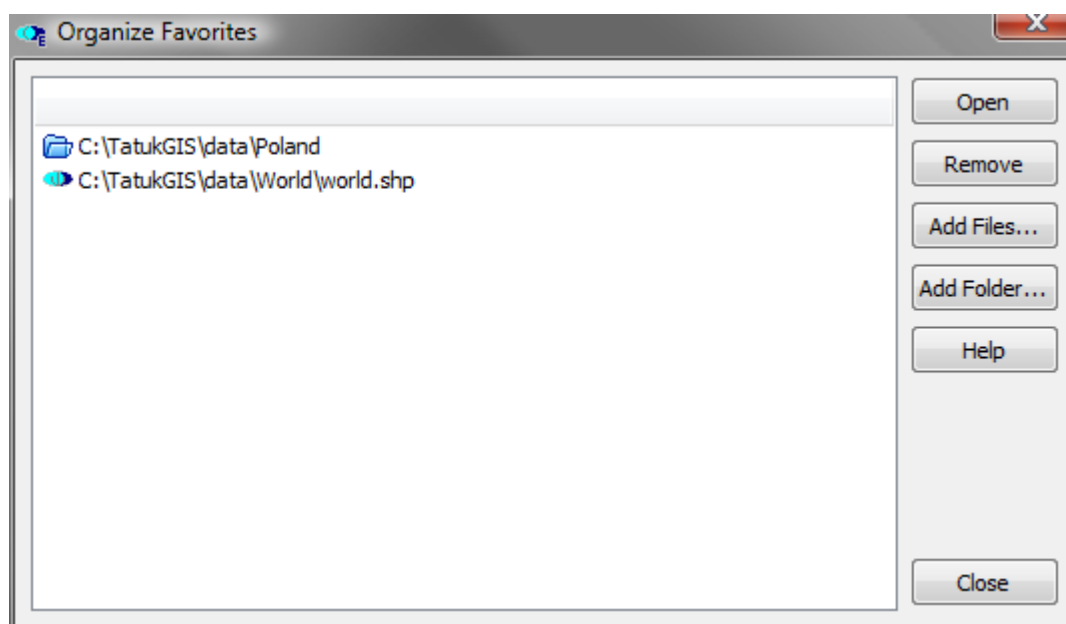 Organize Favorites
C:\TatukGIS\data\Poland
C:\TatukGIS\data\World\world.shp
Open
Remove
Add Files...
Add Folder...
Help
Close